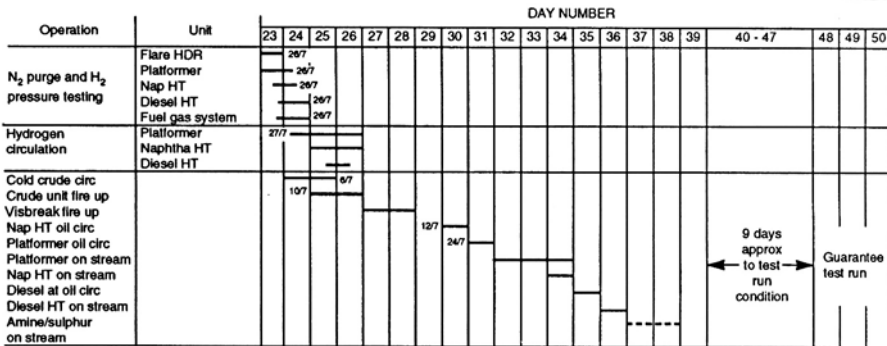 DAY NUMBER
Operation Unit 23 24 25 26 27 28 29 30 31 32 33 34 35 36 37 38 39 40 - 47 48 49 50
N2 purge and H2
pressure testing
Flare HDR 26/7
Platformer 26/7
Nap HT 26/7
Diesel HT 26/7
Fuel gas system 26/7
Hydrogen
circulation
Platformer 27/7
Naphtha HT
Diesel HT
Cold crude circ 6/7
Crude unit fire up 10/7
Visbreak fire up
Nap HT oil circ 12/7
Platformer oil circ 24/7
Platformer on stream
Nap HT on stream
Diesel at oil circ
Diesel HT on stream
Amine/sulphur
on stream
9 days
approx
to test
run
condition
Guarantee
test run